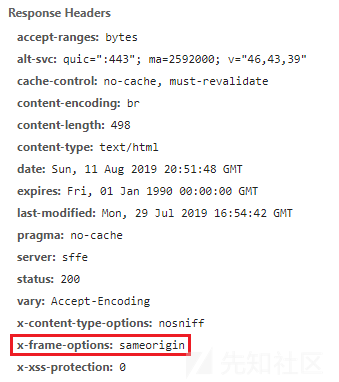 Response Headers
accept-ranges: bytes
alt-svc: quic=":443"; ma=2592000; v="46,43,39"
cache-control: no-cache, must-revalidate
content-encoding: br
content-length: 498
content-type: text/html
date: Sun, 11 Aug 2019 20:51:48 GMT
expires: Fri, 01 Jan 1990 00:00:00 GMT
last-modified: Mon, 29 Jul 2019 16:54:42 GMT
pragma: no-cache
server: sffe
status: 200
vary: Accept-Encoding
x-content-type-options: nosniff
x-frame-options: sameorigin
x-xss-protection: 0
先知社区